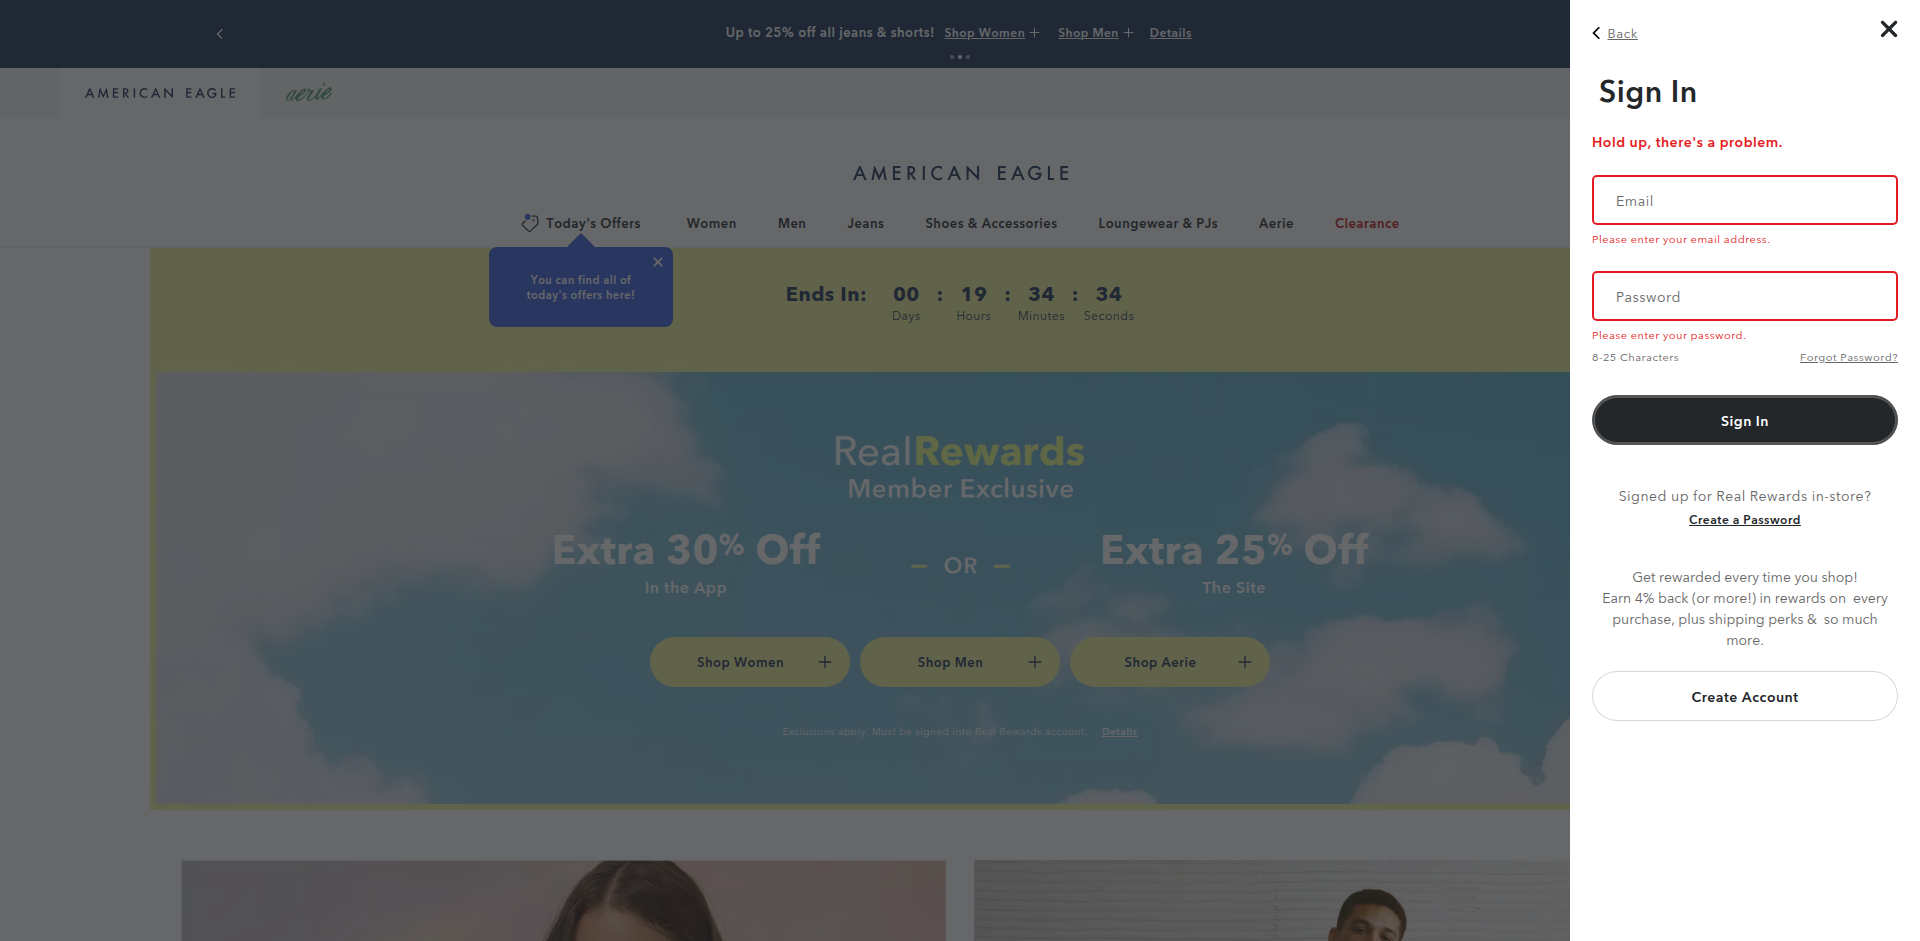 Up to 25% off all jeans & shorts! Shop Women Shop Men Details
AMERICAN EAGLE aerie
AMERICAN EAGLE
Today's Offers Women Men Jeans Shoes & Accessories Loungewear & PJs Aerie Clearance
You can find all of
today's offers here!
Ends In: 00 : 19 : 34 : 34
Days Hours Minutes Seconds
RealRewards
Member Exclusive
Extra 30% Off
In the App
— OR —
Extra 25% Off
The Site
Shop Women +
Shop Men +
Shop Aerie +
Exclusions apply. Must be signed into Real Rewards account. Details
Back
Sign In
Hold up, there's a problem.
Email
Please enter your email address.
Password
Please enter your password.
8-25 Characters Forgot Password?
Sign In
Signed up for Real Rewards in-store?
Create a Password
Get rewarded every time you shop!
Earn 4% back (or more!) in rewards on every
purchase, plus shipping perks & so much
more.
Create Account